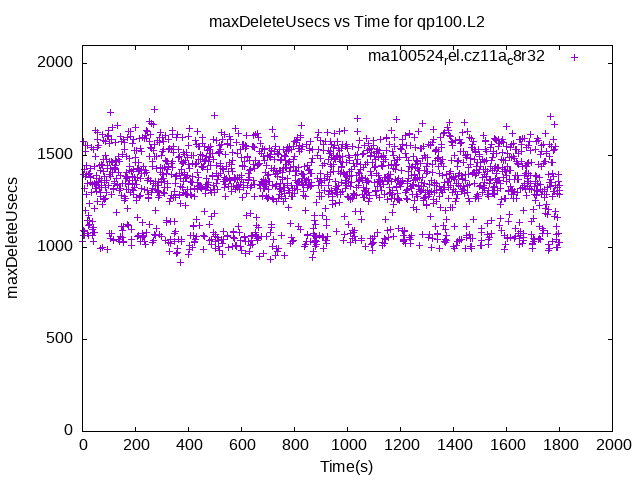 maxDeleteUsecs vs Time for qp100.L2
ma100524rel.cz11ac8r32
2000
1500
1000
500
0
maxDeleteUsecs
0 200 400 600 800 1000 1200 1400 1600 1800 2000
Time(s)